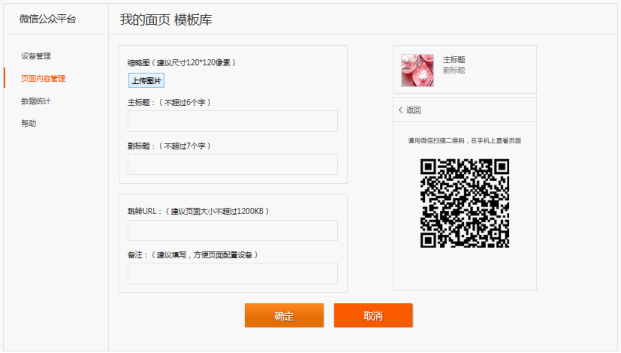 微信公众平台
我的面页 模板库
设备管理
页面内容管理
数据统计
帮助
缩略图（建议尺寸120*120像素）
上传图片
主标题：（不超过6个字）
副标题：（不超过7个字）
跳转URL：（建议页面大小不超过1200KB）
备注：（建议填写，方便页面配置设备）
主标题
副标题
返回
请用微信扫描二维码，在手机上查看页面
确定
取消